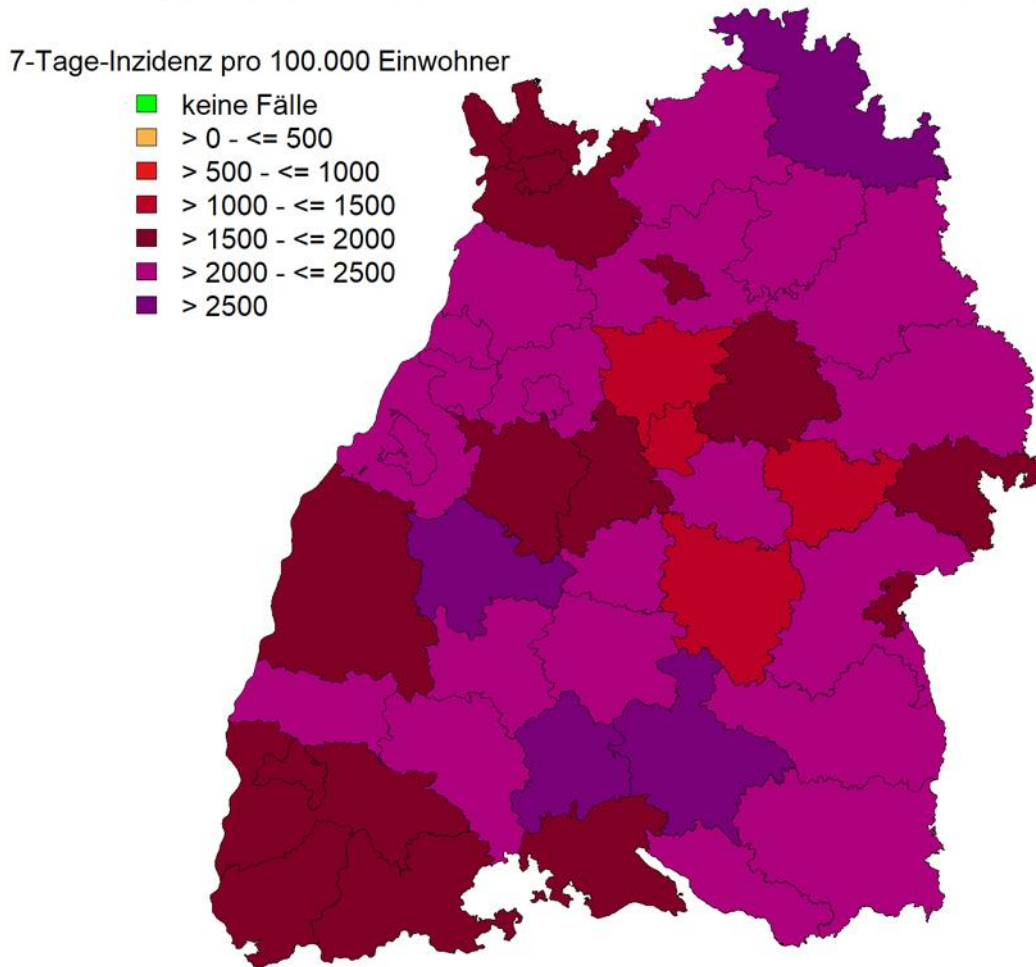 7-Tage-Inzidenz pro 100.000 Einwohner
keine Fälle
> 0 - <= 500
> 500 - <= 1000
> 1000 - <= 1500
> 1500 - <= 2000
> 2000 - <= 2500
> 2500